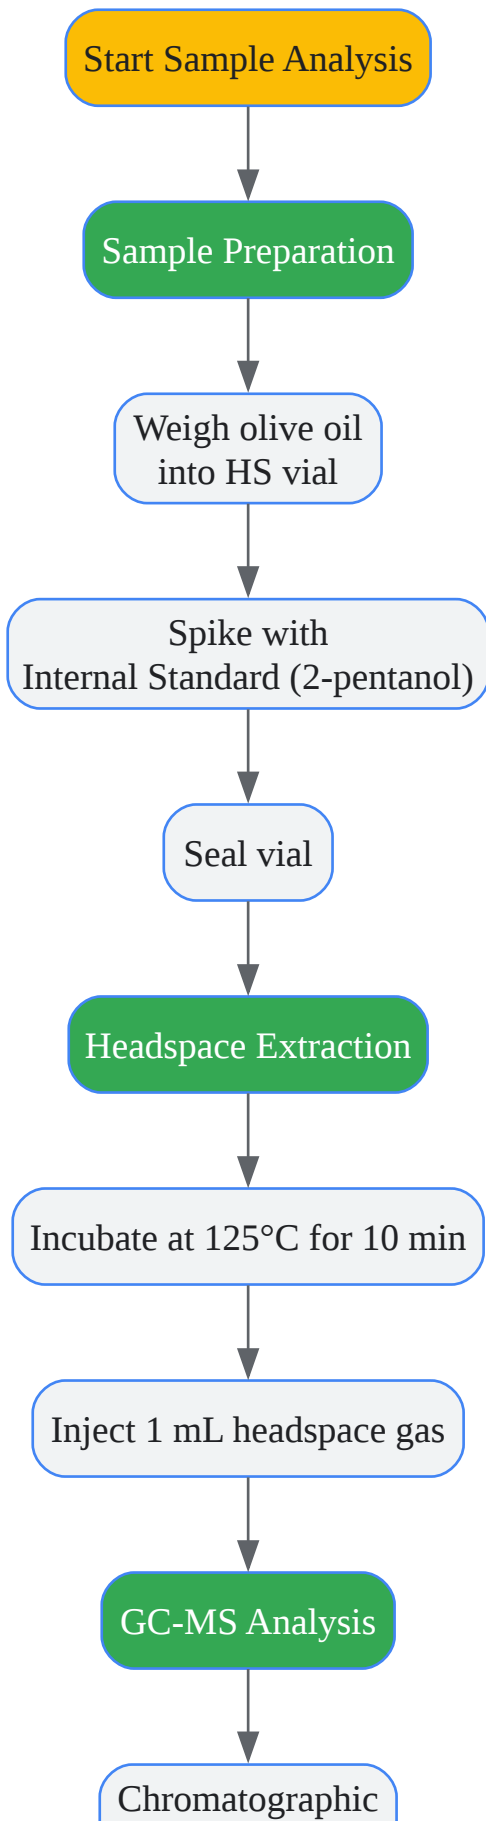 Start Sample Analysis
Sample Preparation
Weigh olive oil
into HS vial
Spike with
Internal Standard (2-pentanol)
Seal vial
Headspace Extraction
Incubate at 125°C for 10 min
Inject 1 mL headspace gas
GC-MS Analysis
Chromatographic